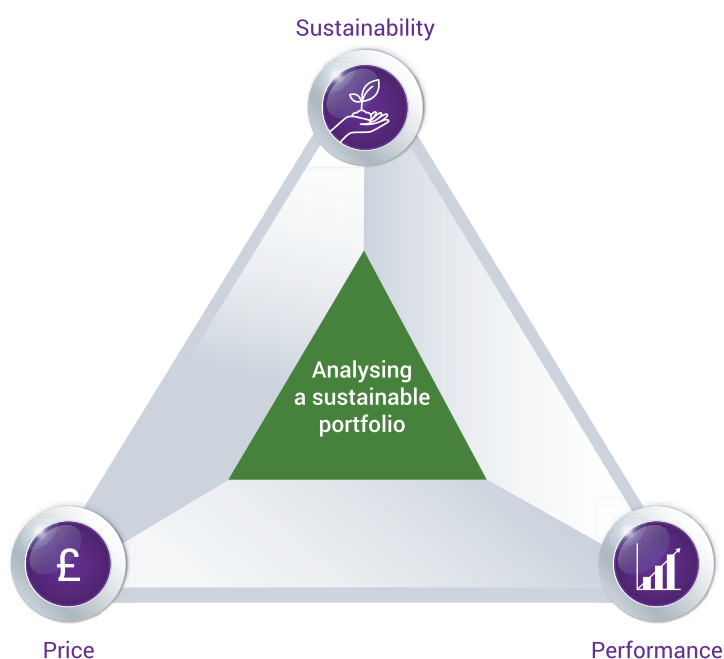 Sustainability
Analysing
a sustainable
portfolio
£
Price
Performance